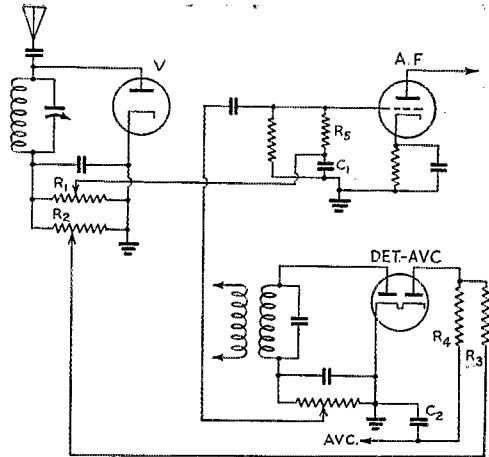 V
A.F
R5
C1
R1
R2
DET.-AVC
R4
R3
C2
AVC.